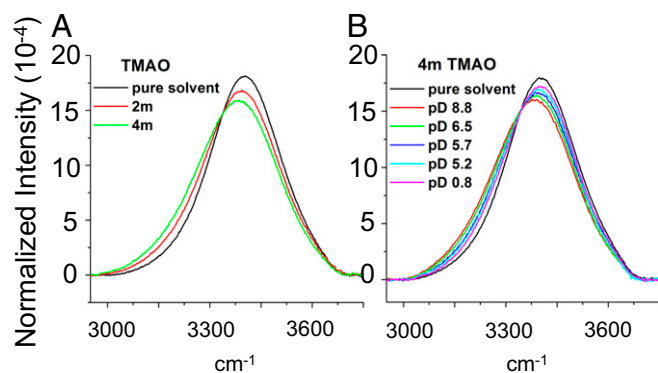 A
B
Normalized Intensity (10⁻⁴)
20
15
10
5
0
TMAO
pure solvent
2m
4m
3000
3300
3600
cm⁻¹
20
15
10
5
0
4m TMAO
pure solvent
pD 8.8
pD 6.5
pD 5.7
pD 5.2
pD 0.8
3000
3300
3600
cm⁻¹